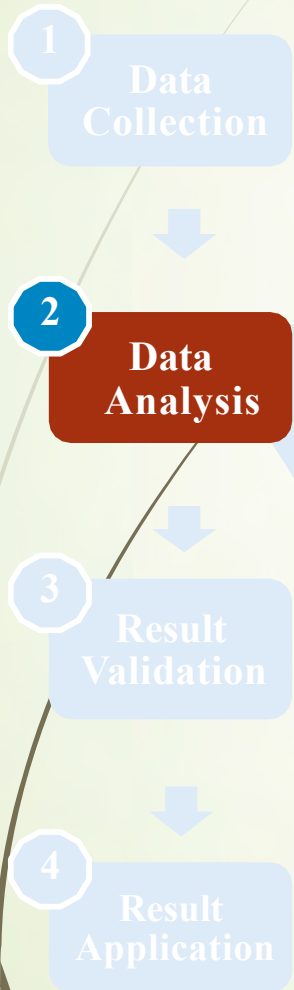 1
Data
Collection
2
Data
Analysis
3
Result
Validation
4
Result
Application